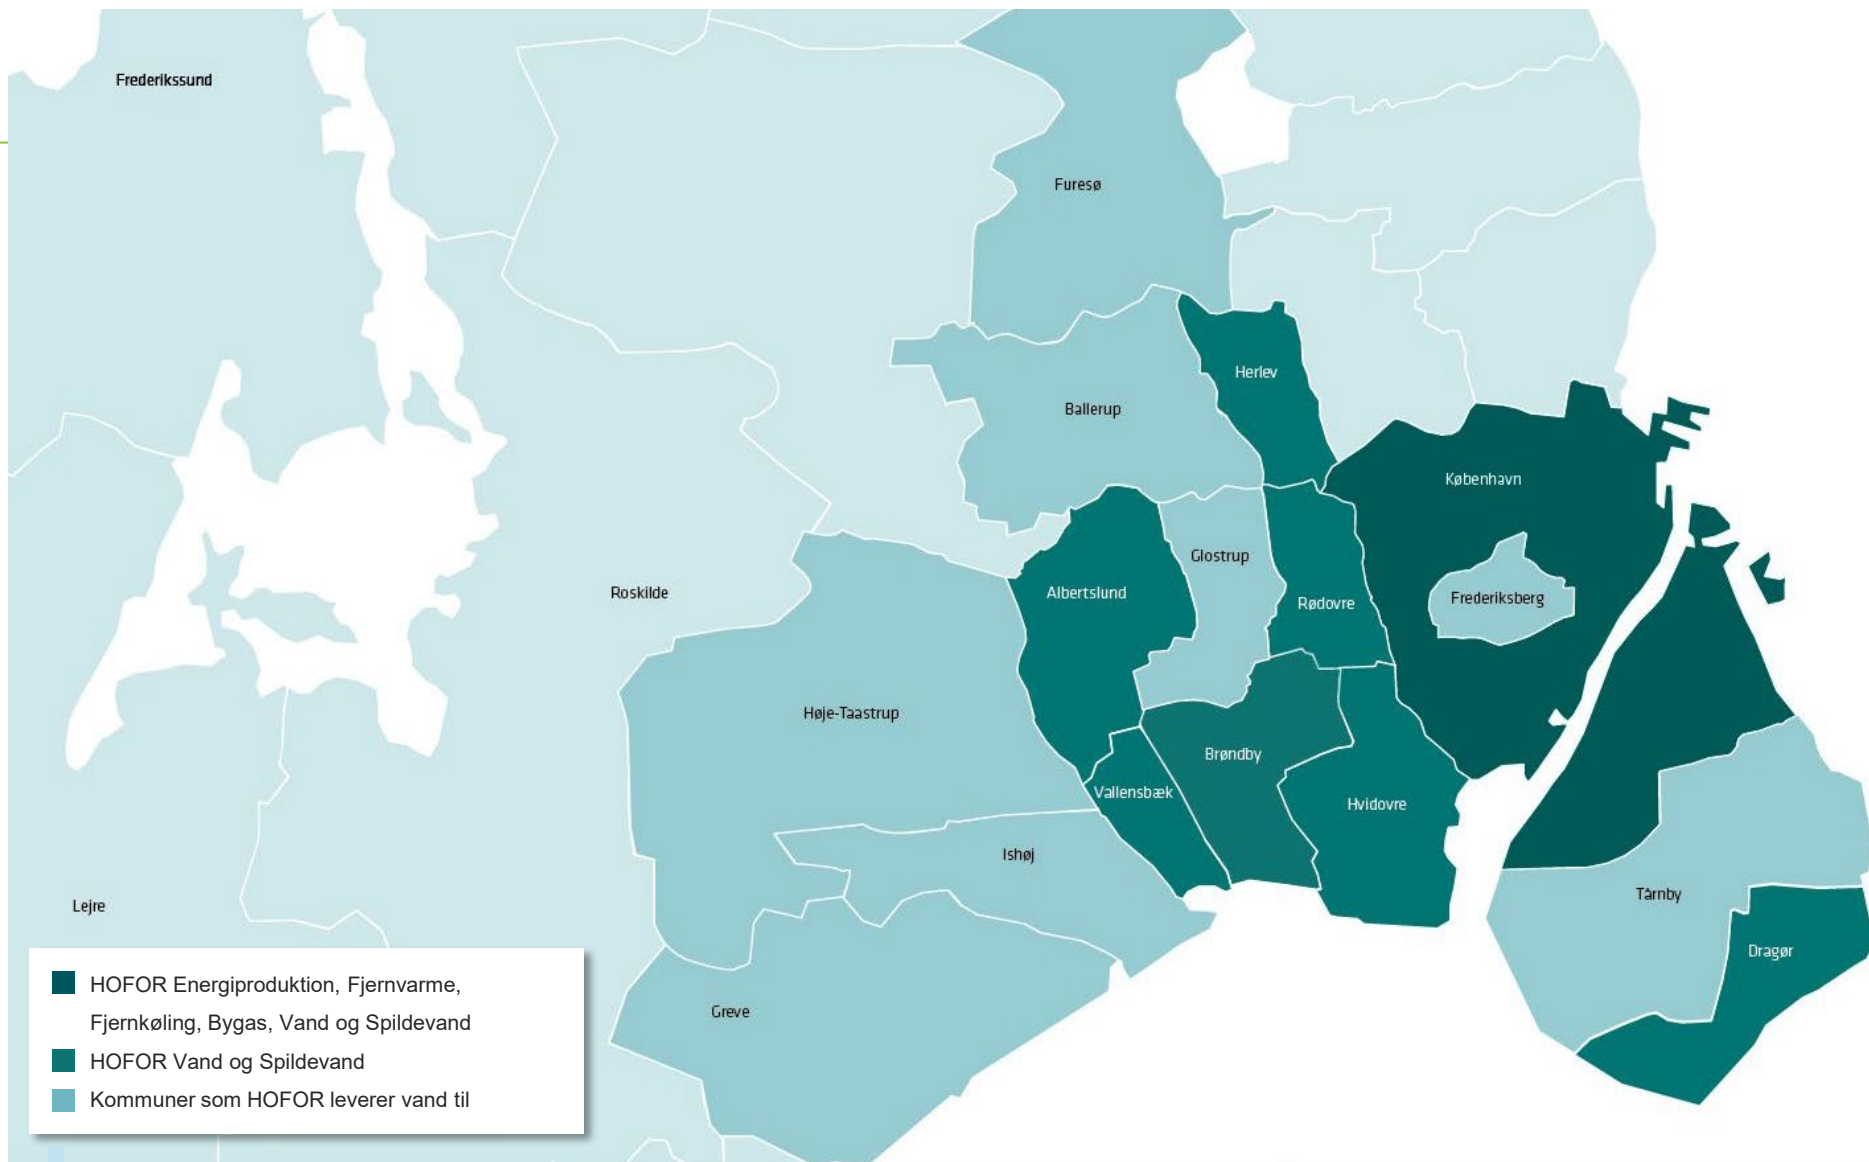 Frederikssund
Furesø
Herlev
Ballerup
København
Glostrup
Albertslund
Roskilde
Rødovre
Frederiksberg
Høje-Taastrup
Brøndby
Vallensbæk
Hvidovre
Ishøj
Tårnby
Lejre
Dragør
Greve
HOFOR Energiproduktion, Fjernvarme,
Fjernkøling, Bygas, Vand og Spildevand
HOFOR Vand og Spildevand
Kommuner som HOFOR leverer vand til